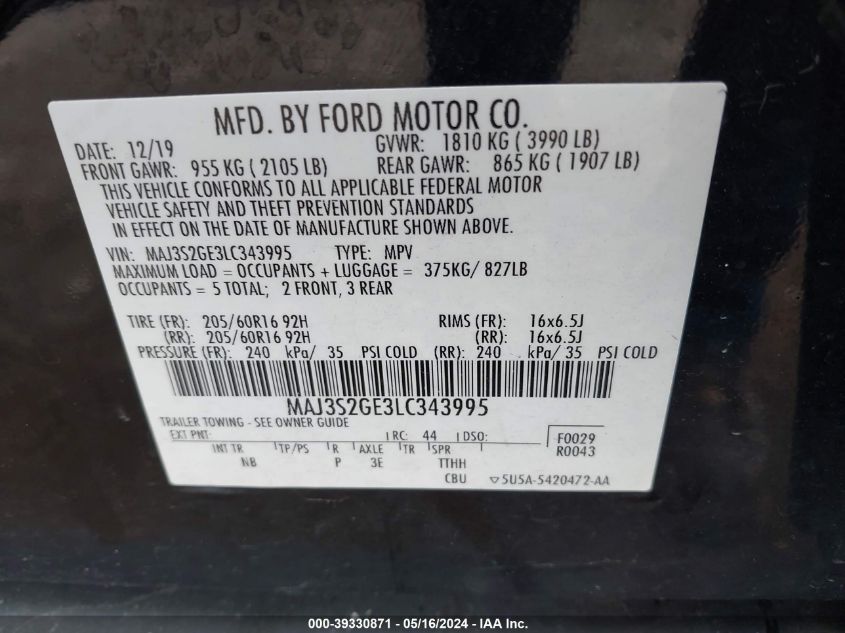 MFD. BY FORD MOTOR CO.
DATE: 12/19 GVWR: 1810 KG ( 3990 LB)
FRONT GAWR: 955 KG ( 2105 LB) REAR GAWR: 865 KG ( 1907 LB)
THIS VEHICLE CONFORMS TO ALL APPLICABLE FEDERAL MOTOR
VEHICLE SAFETY AND THEFT PREVENTION STANDARDS
IN EFFECT ON THE DATE OF MANUFACTURE SHOWN ABOVE.
VIN: MAJ3S2GE3LC343995 TYPE: MPV
MAXIMUM LOAD = OCCUPANTS + LUGGAGE = 375KG/ 827LB
OCCUPANTS = 5 TOTAL; 2 FRONT, 3 REAR
TIRE (FR): 205/60R16 92H RIMS (FR): 16x6.5J
(RR): 205/60R16 92H (RR): 16x6.5J
PRESSURE (FR): 240 kPa/ 35 PSI COLD (RR): 240 kPa/ 35 PSI COLD
MAJ3S2GE3LC343995
TRAILER TOWING - SEE OWNER GUIDE
EXT PNT: RC: 44 DSO: F0029
R0043
INT TR TP/PS R AXLE TR SPR
NB P 3E TTHH
CBU ▽5U5A-5420472-AA
000-39330871 - 05/16/2024 - IAA Inc.